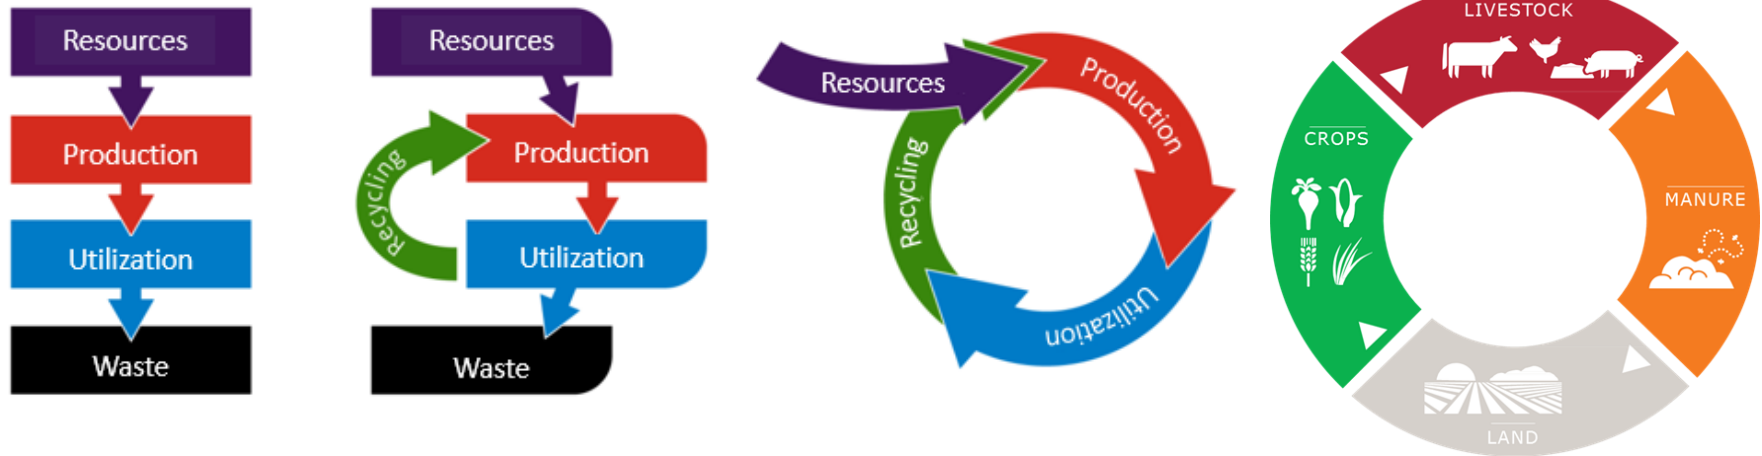 Resources
Production
Utilization
Waste
Resources
Recycling
Production
Utilization
Waste
Resources
Production
Utilization
Recycling
LIVESTOCK
MANURE
LAND
CROPS